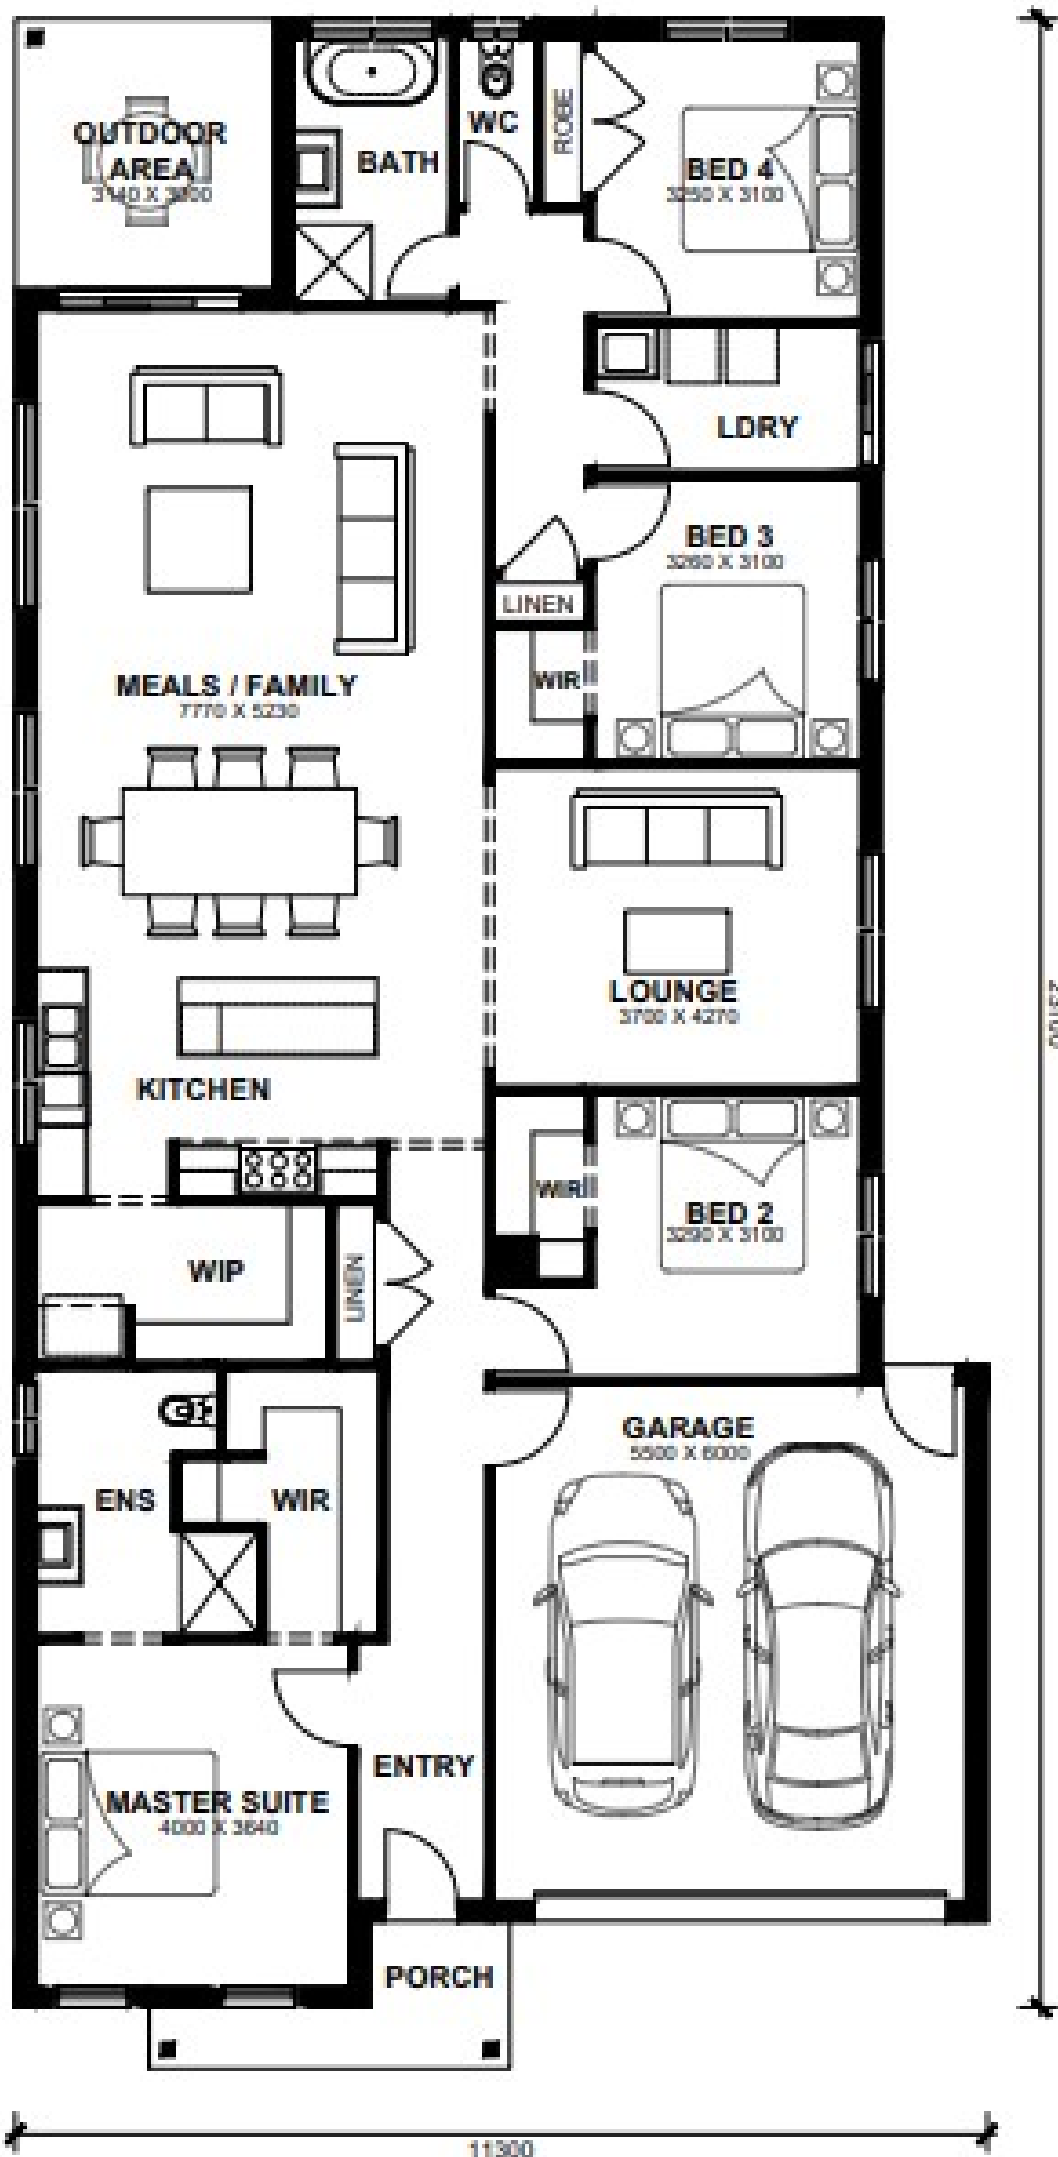 OUTDOOR
AREA
BATH
WC
ROBE
BED 4
3250 X 3100
LDRY
BED 3
3260 X 3100
LINEN
WIR
MEALS / FAMILY
7770 X 5230
LOUNGE
3700 X 4270
KITCHEN
WIR
BED 2
3290 X 3100
WIP
LINEN
GARAGE
5500 X 6000
ENS
WIR
ENTRY
MASTER SUITE
4000 X 3640
PORCH
11300